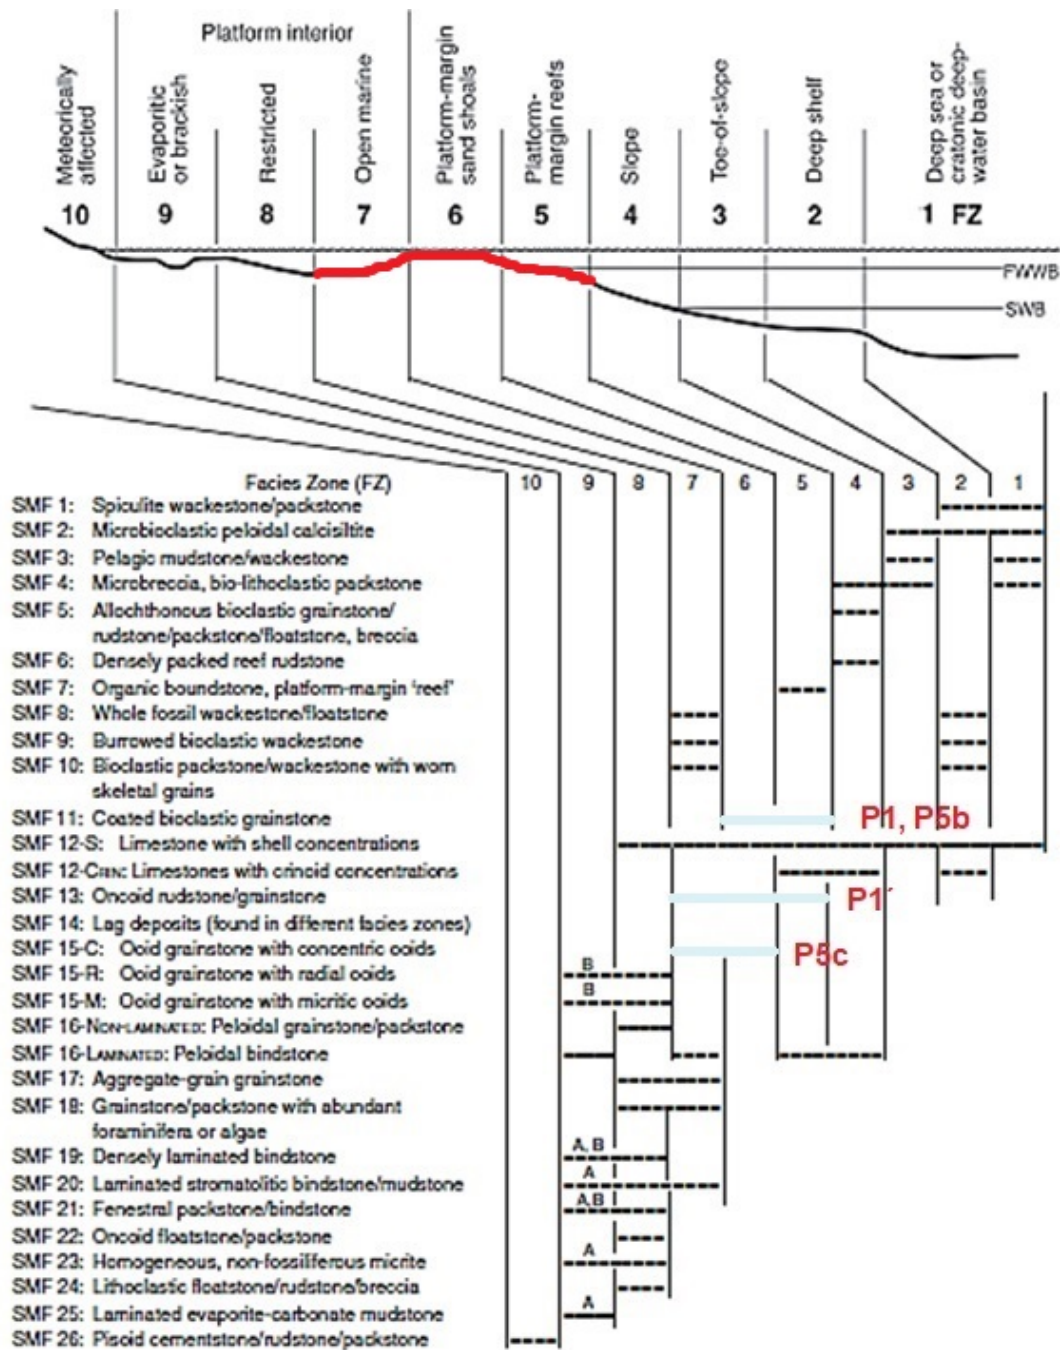 Platform interior
Meteorically affected
Evaporitic or brackish
Restricted
Open marine
Platform-margin sand shoals
Platform-margin reefs
Slope
Toe-of-slope
Deep shelf
Deep sea or cratonic deep-water basin
10 9 8 7 6 5 4 3 2 1 FZ
FWWB
SWB
Facies Zone (FZ) 10 9 8 7 6 5 4 3 2 1
SMF 1: Spiculite wackestone/packstone
SMF 2: Microbioclastic peloidal calcisiltite
SMF 3: Pelagic mudstone/wackestone
SMF 4: Microbreccia, bio-lithoclastic packstone
SMF 5: Allochthonous bioclastic grainstone/
rudstone/packstone/floatstone, breccia
SMF 6: Densely packed reef rudstone
SMF 7: Organic boundstone, platform-margin 'reef'
SMF 8: Whole fossil wackestone/floatstone
SMF 9: Burrowed bioclastic wackestone
SMF 10: Bioclastic packstone/wackestone with worn
skeletal grains
SMF 11: Coated bioclastic grainstone P1, P5b
SMF 12-S: Limestone with shell concentrations
SMF 12-CRIN: Limestones with crinoid concentrations
SMF 13: Oncoid rudstone/grainstone P1´
SMF 14: Lag deposits (found in different facies zones)
SMF 15-C: Ooid grainstone with concentric ooids P5c
SMF 15-R: Ooid grainstone with radial ooids B
SMF 15-M: Ooid grainstone with micritic ooids B
SMF 16-NON-LAMINATED: Peloidal grainstone/packstone
SMF 16-LAMINATED: Peloidal bindstone
SMF 17: Aggregate-grain grainstone
SMF 18: Grainstone/packstone with abundant
foraminifera or algae
SMF 19: Densely laminated bindstone A, B
SMF 20: Laminated stromatolitic bindstone/mudstone A
SMF 21: Fenestral packstone/bindstone A,B
SMF 22: Oncoid floatstone/packstone
SMF 23: Homogeneous, non-fossiliferous micrite A
SMF 24: Lithoclastic floatstone/rudstone/breccia
SMF 25: Laminated evaporite-carbonate mudstone A
SMF 26: Pisoid cementstone/rudstone/packstone